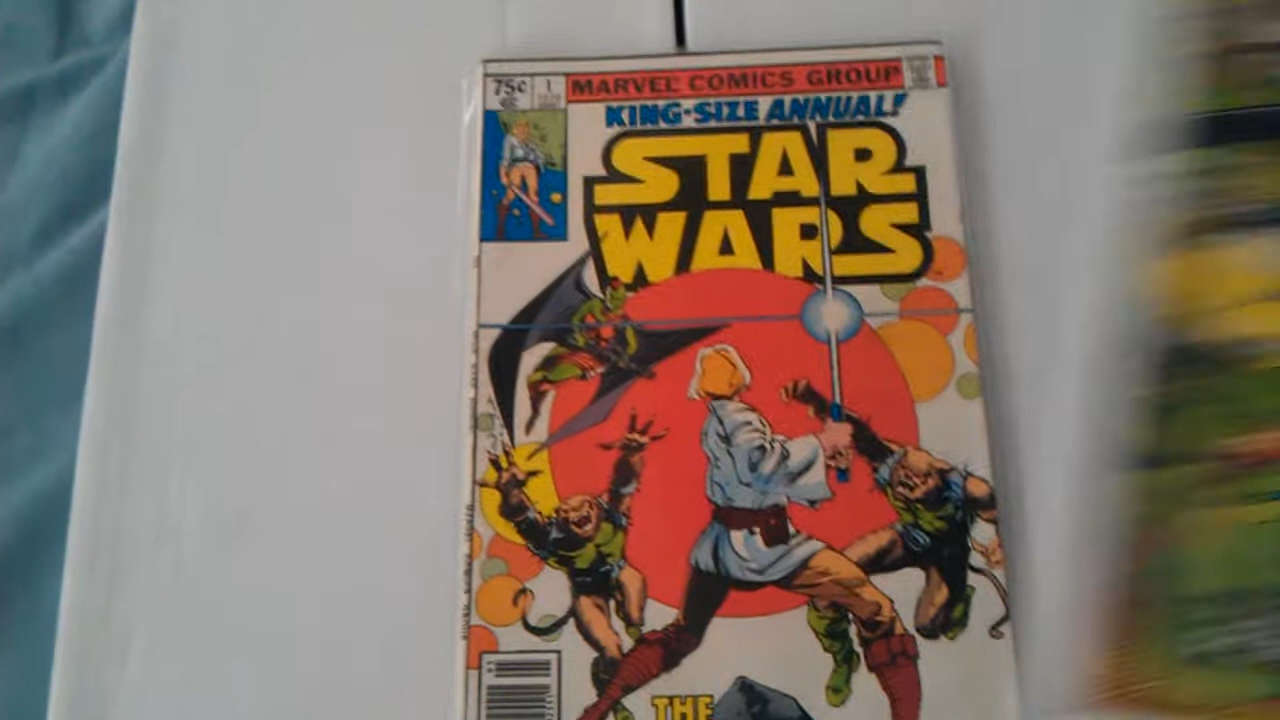 75¢ 1 MARVEL COMICS GROUP
KING-SIZE ANNUAL!
STAR
WARS
THE